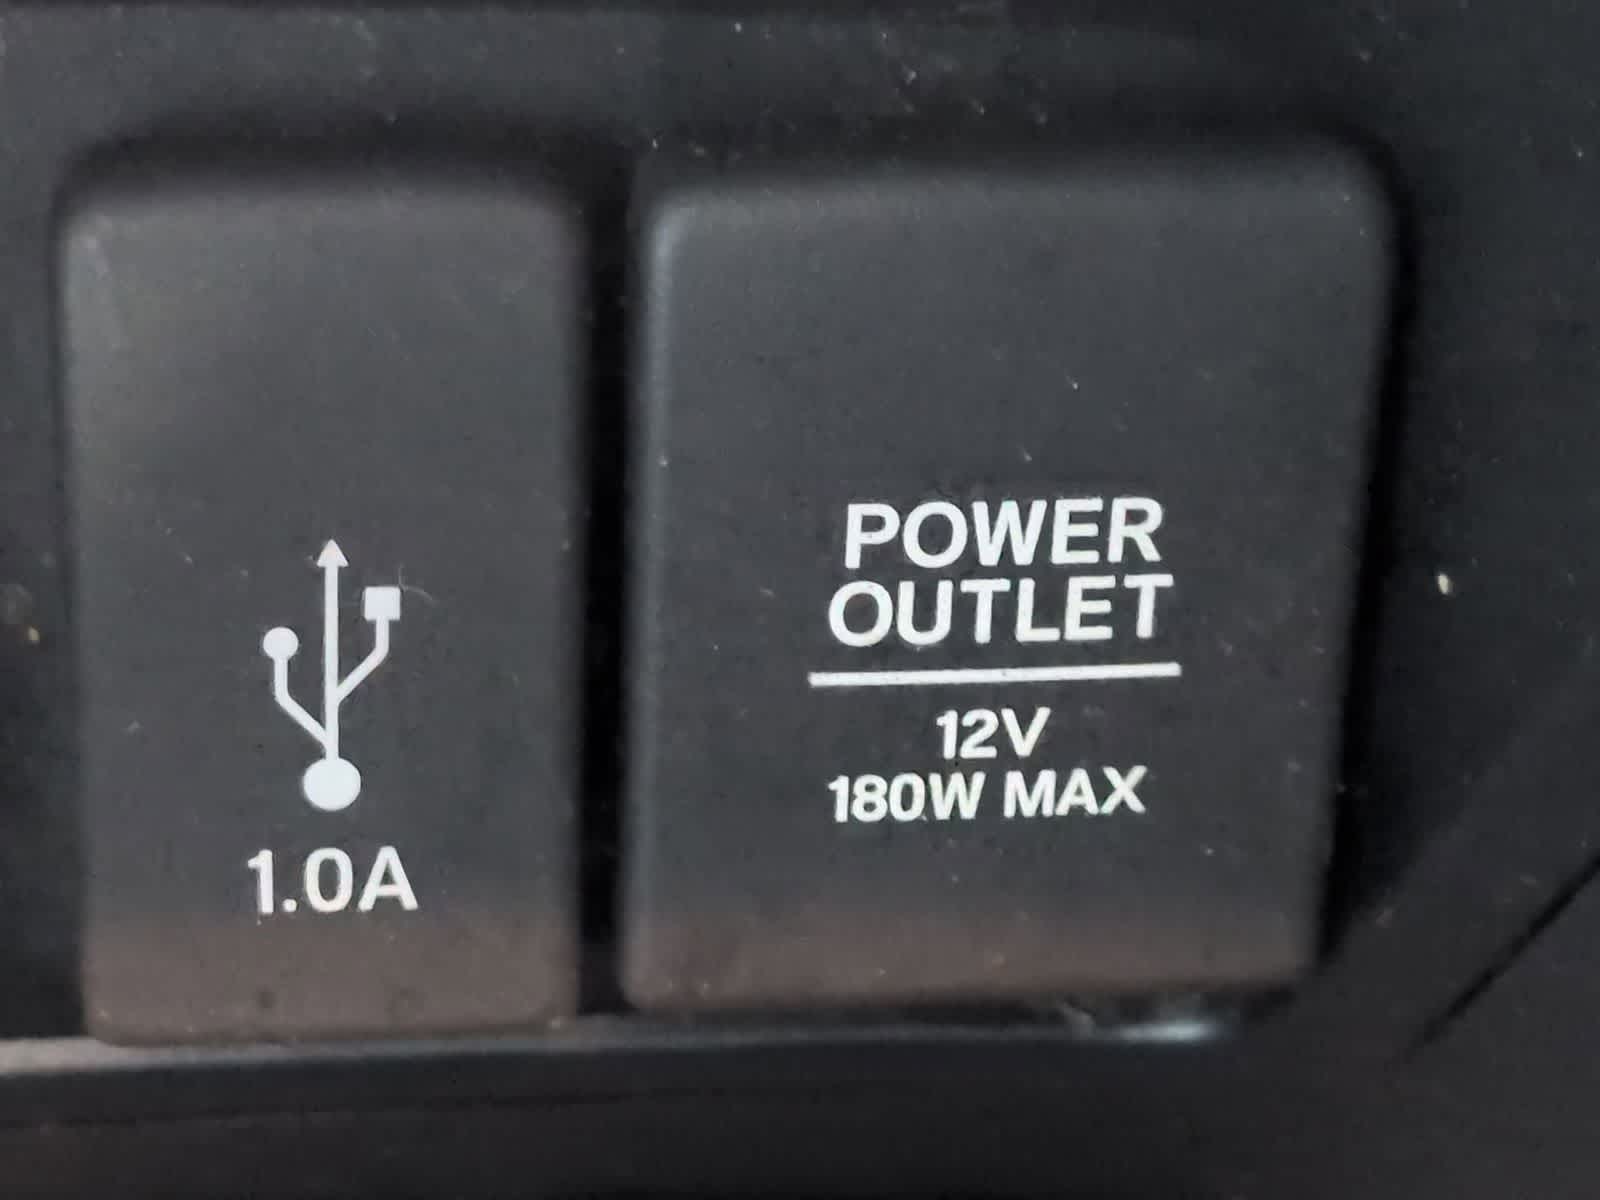 1.0A
POWER
OUTLET
12V
180W MAX